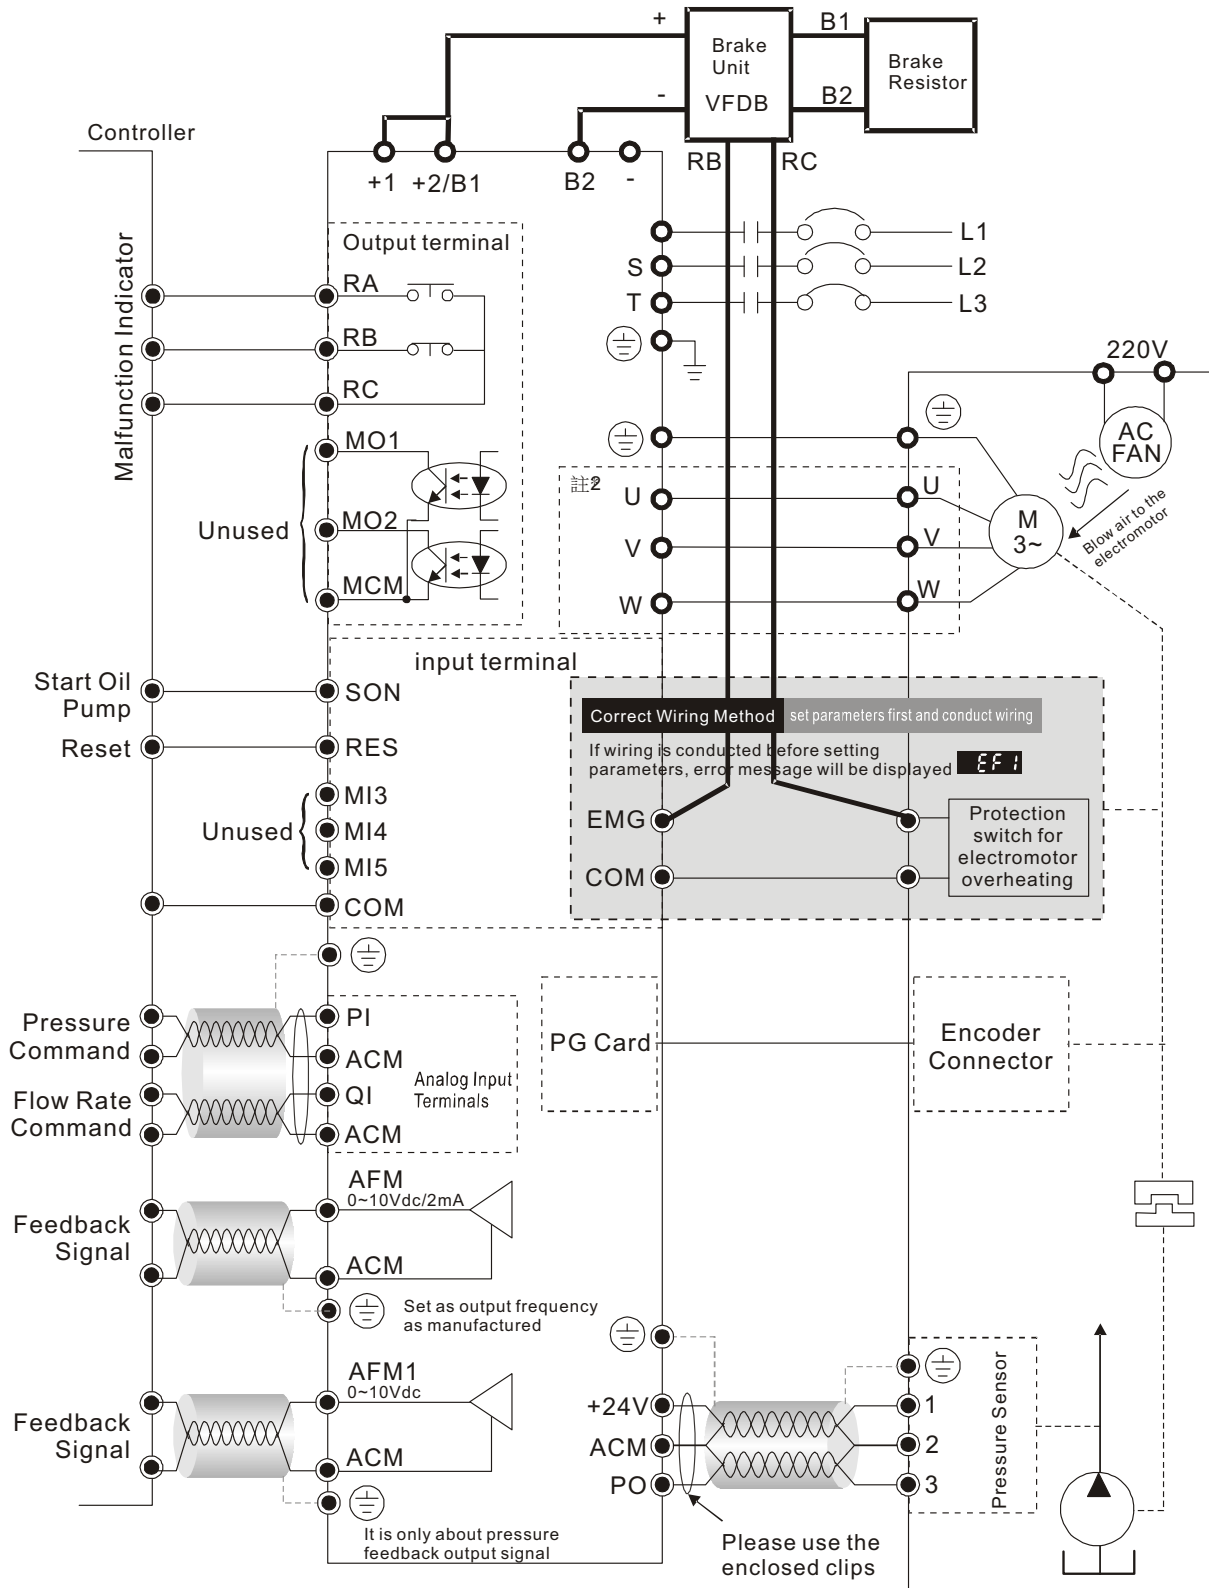 +
B1
Brake
Unit
VFDB
Brake
Resistor
-
B2
Controller
RB
RC
+1
+2/B1
B2
-
Output terminal
L1
S
L2
T
L3
RA
RB
RC
Malfunction Indicator
220V
AC
FAN
MO1
註2
U
U
M
3~
Blow air to the
electromotor
Unused
MO2
V
V
MCM
W
W
input terminal
Start Oil
Pump
SON
Correct Wiring Method
set parameters first and conduct wiring
Reset
RES
If wiring is conducted before setting
parameters, error message will be displayed
EF1
MI3
Unused
MI4
MI5
EMG
Protection
switch for
electromotor
overheating
COM
COM
Pressure
Command
PI
ACM
Analog Input
Terminals
PG Card
Encoder
Connector
Flow Rate
Command
QI
ACM
AFM
0~10Vdc/2mA
Feedback
Signal
ACM
Set as output frequency
as manufactured
AFM1
0~10Vdc
Feedback
Signal
ACM
+24V
1
ACM
2
PO
3
Pressure Sensor
It is only about pressure
feedback output signal
Please use the
enclosed clips